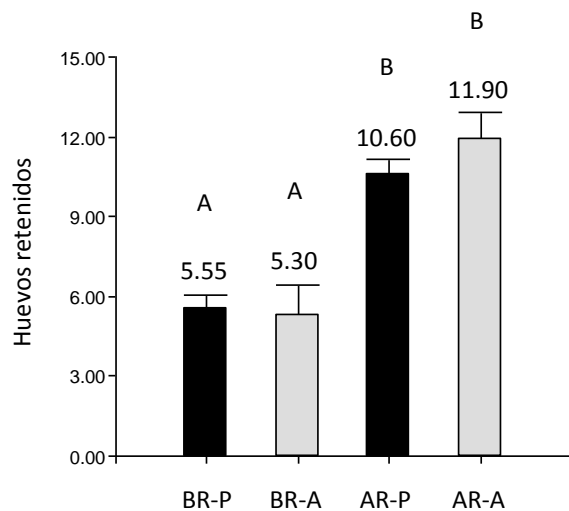 B
15.00
B
11.90
12.00
10.60
A
A
9.00
Huevos retenidos
5.55
5.30
6.00
3.00
0.00
BR-P BR-A AR-P AR-A